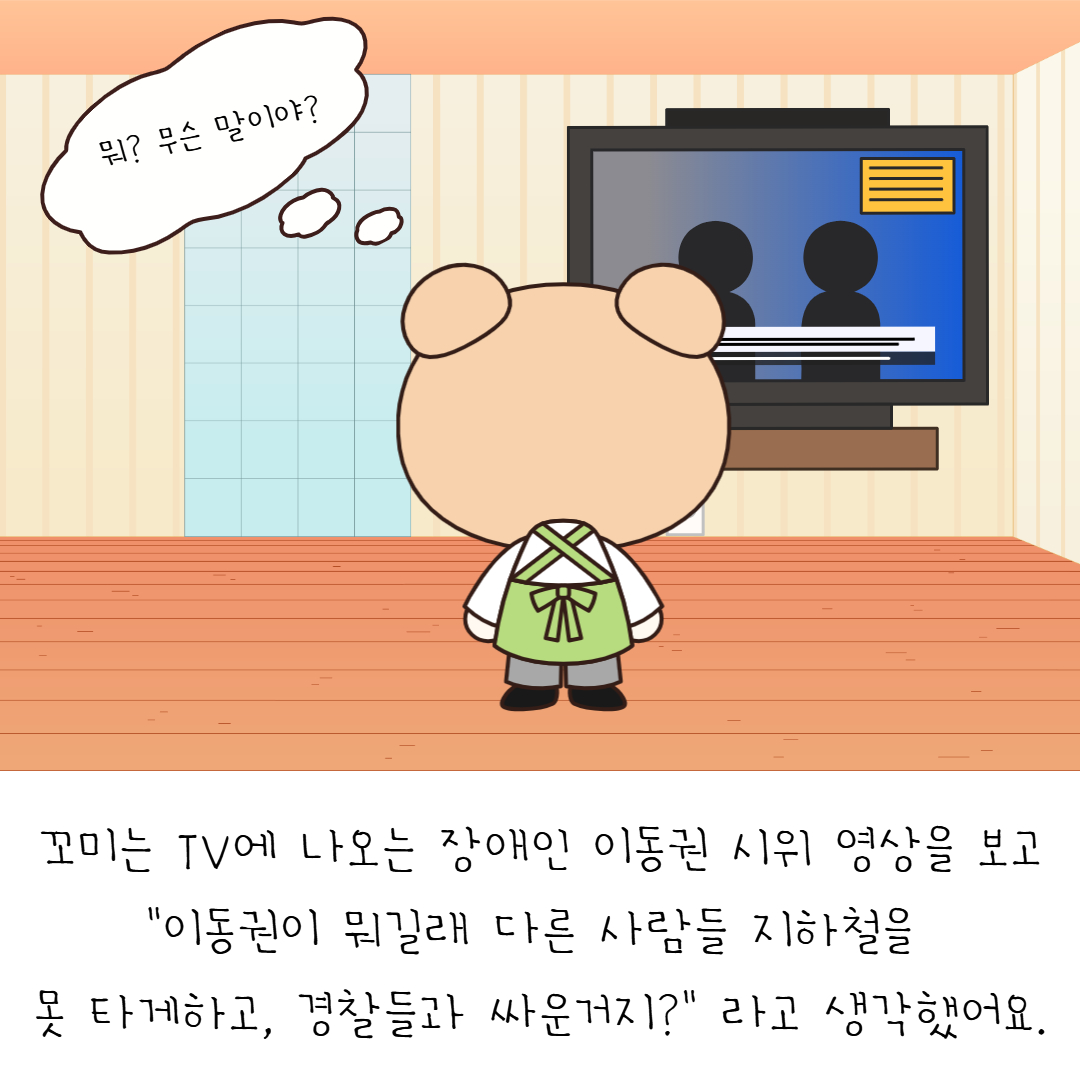 뭐? 무슨 말이야?
꼬미는 TV에 나오는 장애인 이동권 시위 영상을 보고
"이동권이 뭐길래 다른 사람들 지하철을
못 타게하고, 경찰들과 싸운거지?" 라고 생각했어요.